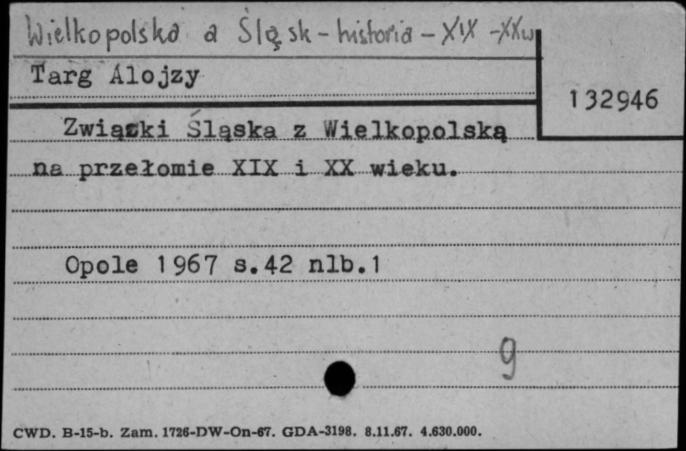 Wielkopolska a Śląsk - historia - XIX - XX w
Targ Alojzy
132946
Związki Śląska z Wielkopolską
na przełomie XIX i XX wieku.
Opole 1967 s.42 nlb.1
9
CWD. B-15-b. Zam. 1726-DW-On-67. GDA-3198. 8.11.67. 4.630.000.